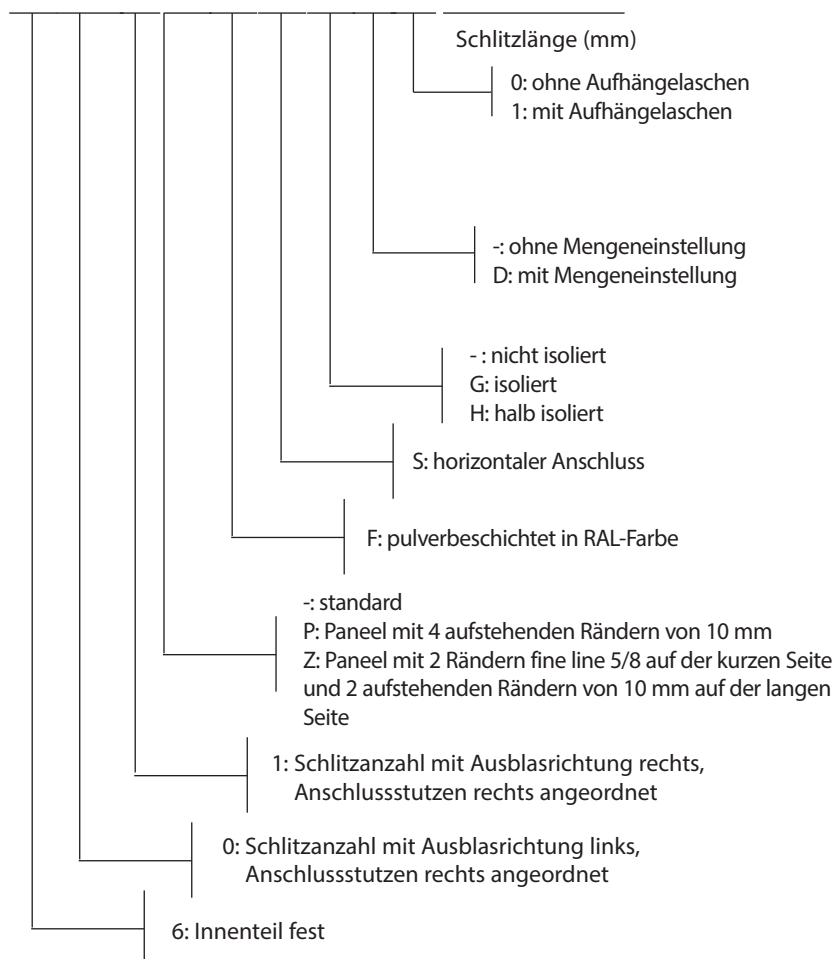 Schlitzlänge (mm)
0: ohne Aufhängelaschen
1: mit Aufhängelaschen
-: ohne Mengeneinstellung
D: mit Mengeneinstellung
- : nicht isoliert
G: isoliert
H: halb isoliert
S: horizontaler Anschluss
F: pulverbeschichtet in RAL-Farbe
-: standard
P: Paneel mit 4 aufstehenden Rändern von 10 mm
Z: Paneel mit 2 Rändern fine line 5/8 auf der kurzen Seite
und 2 aufstehenden Rändern von 10 mm auf der langen
Seite
1: Schlitzanzahl mit Ausblasrichtung rechts,
Anschlussstutzen rechts angeordnet
0: Schlitzanzahl mit Ausblasrichtung links,
Anschlussstutzen rechts angeordnet
6: Innenteil fest